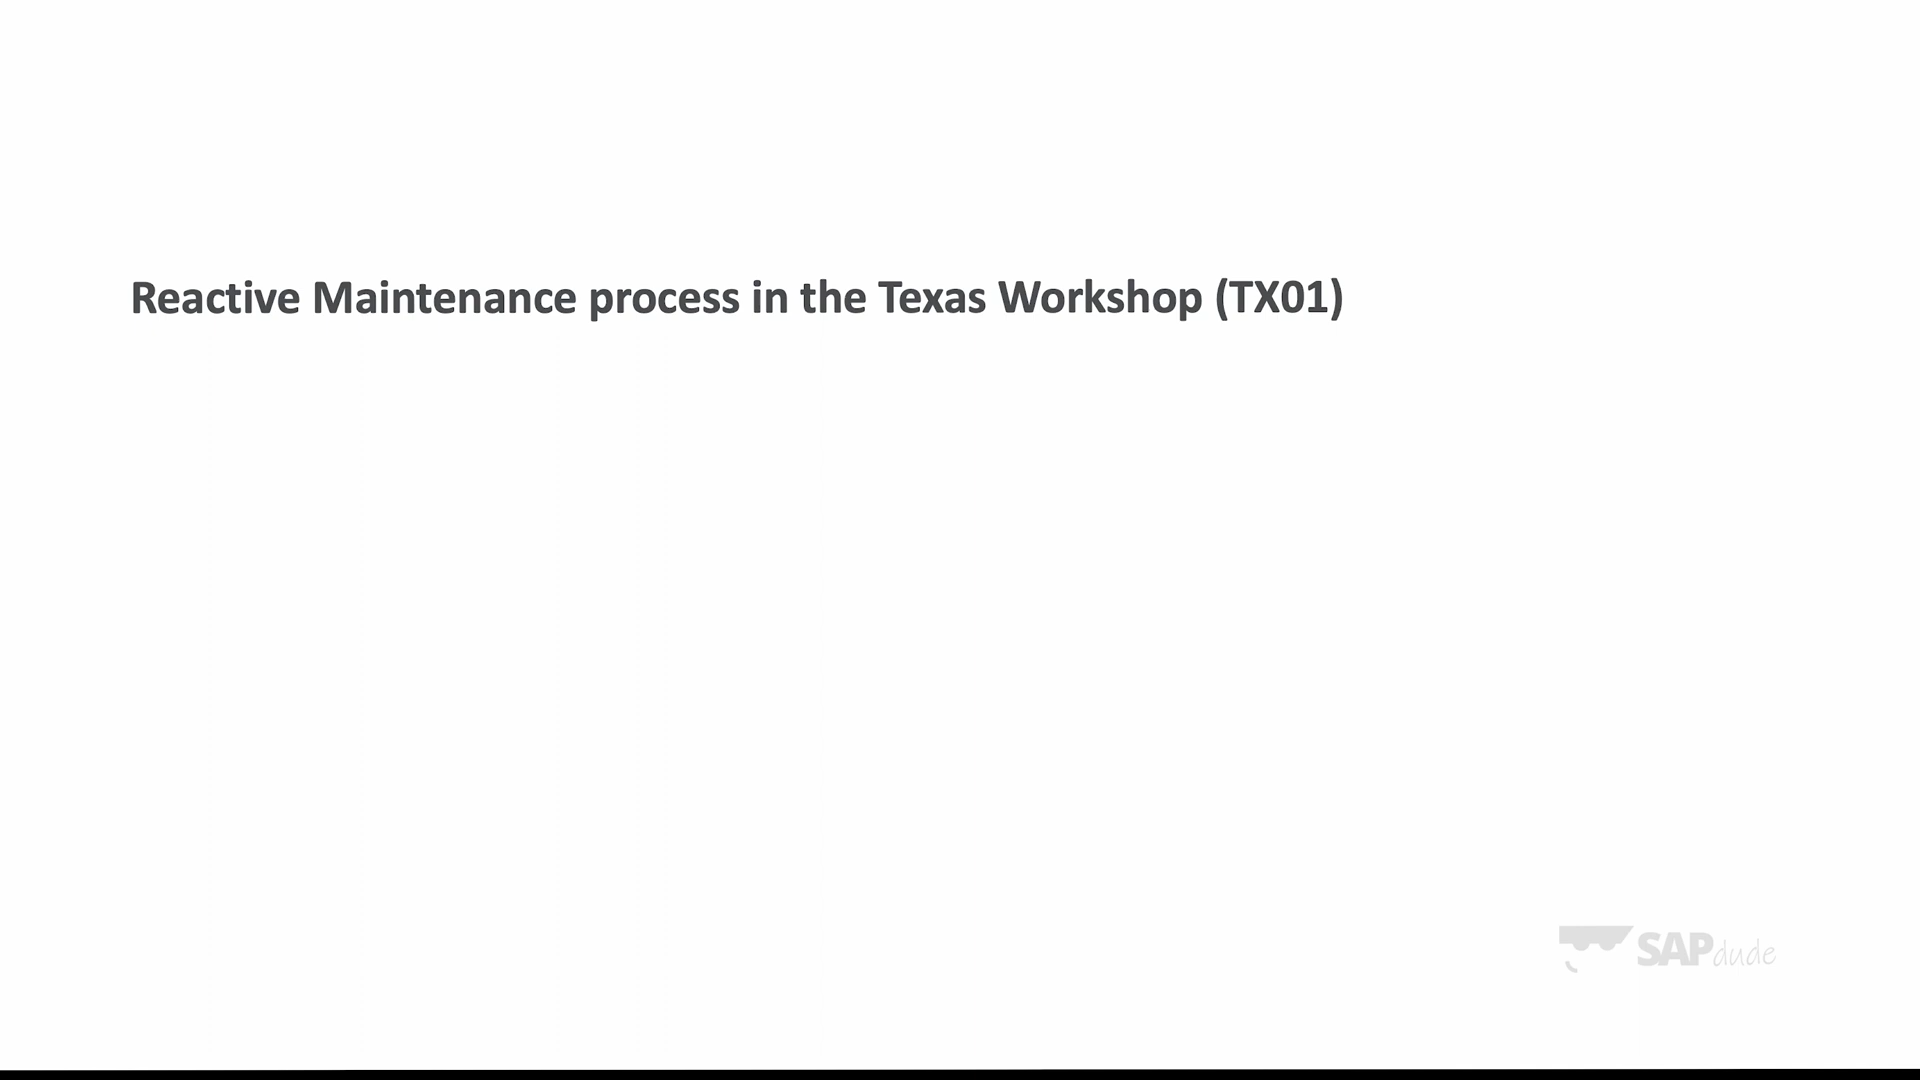 Reactive Maintenance process in the Texas Workshop (TX01)
SAPdude